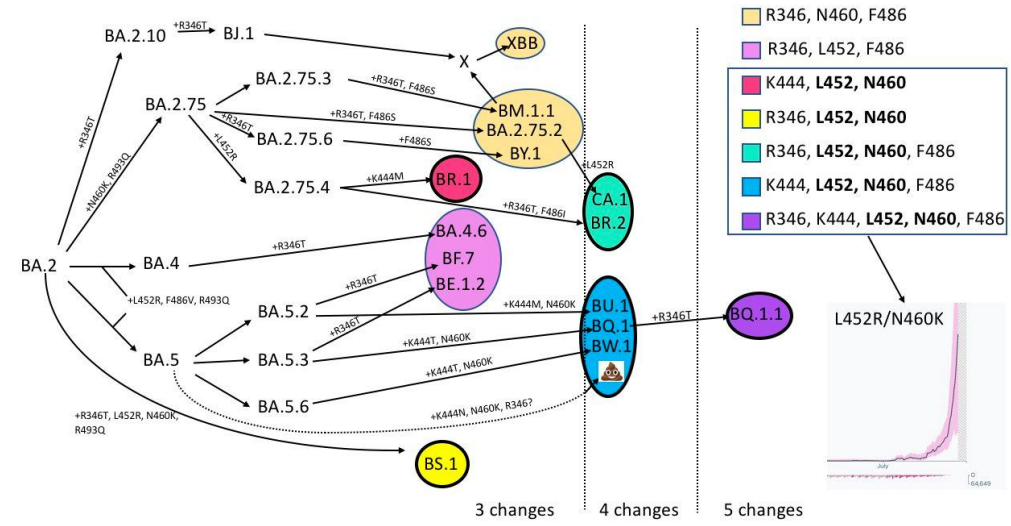 BA.2.10
+R346T
BJ.1
X
XBB
R346, N460, F486
R346, L452, F486
K444, L452, N460
R346, L452, N460
R346, L452, N460, F486
K444, L452, N460, F486
R346, K444, L452, N460, F486
+R346T
BA.2.75.3
+R346T, F486S
BA.2.75
+R346T
BA.2.75.6
+R346T, F486S
+F486S
BM.1.1
BA.2.75.2
BY.1
+L452R
+N460K, R493Q
+L452R
BA.2.75.4
+K444M
BR.1
+R346T, F486I
CA.1
BR.2
BA.2
BA.4
+R346T
BA.4.6
BF.7
BE.1.2
+L452R, F486V, R493Q
BA.5
BA.5.2
+R346T
+K444M, N460K
BA.5.3
+R346T
+K444T, N460K
BA.5.6
+K444T, N460K
BU.1
BQ.1
BW.1
+R346T
BQ.1.1
+K444N, N460K, R346?
+R346T, L452R, N460K,
R493Q
BS.1
L452R/N460K
July
0
64,649
3 changes
4 changes
5 changes